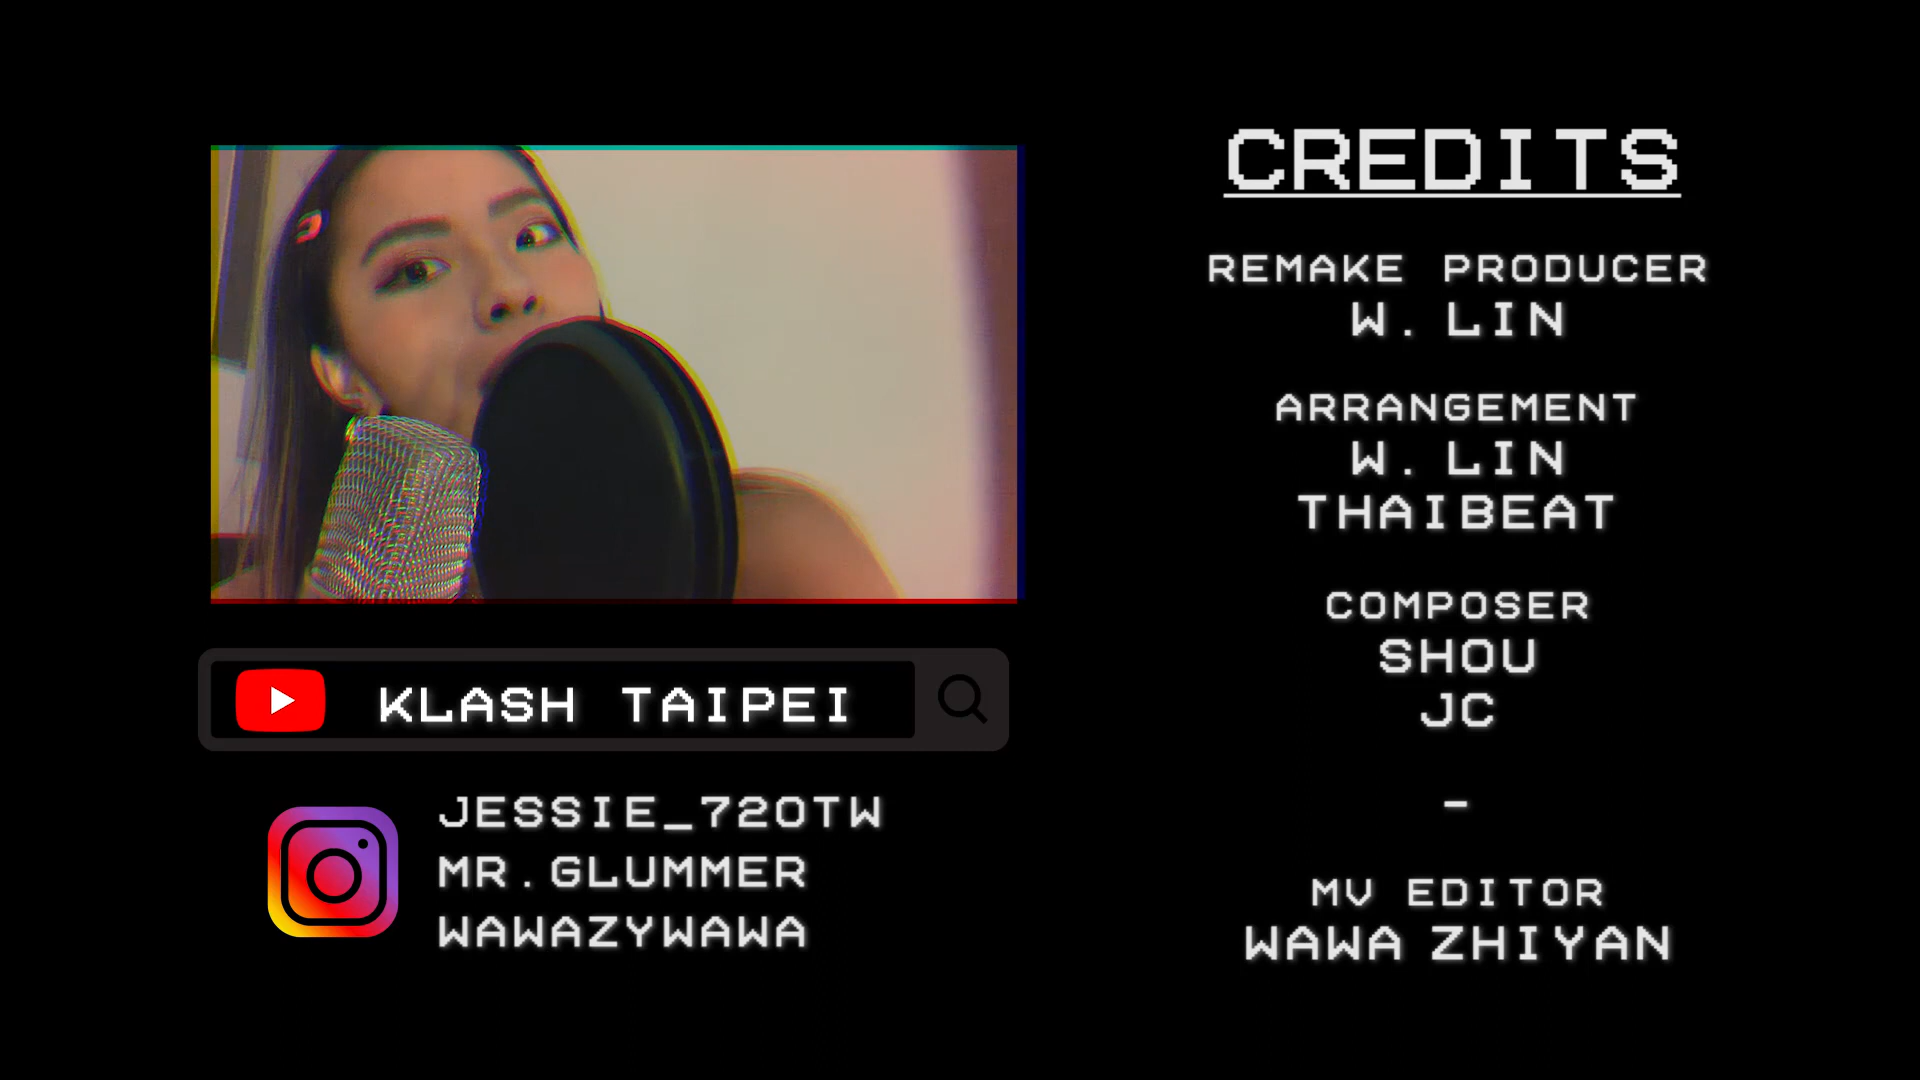 KLASH TAIPEI
JESSIE_720TW
MR.GLUMMER
WAWAZYWAWA
CREDITS
REMAKE PRODUCER
W. LIN
ARRANGEMENT
W. LIN
THAIBEAT
COMPOSER
SHOU
JC
-
MV EDITOR
WAWA ZHIYAN